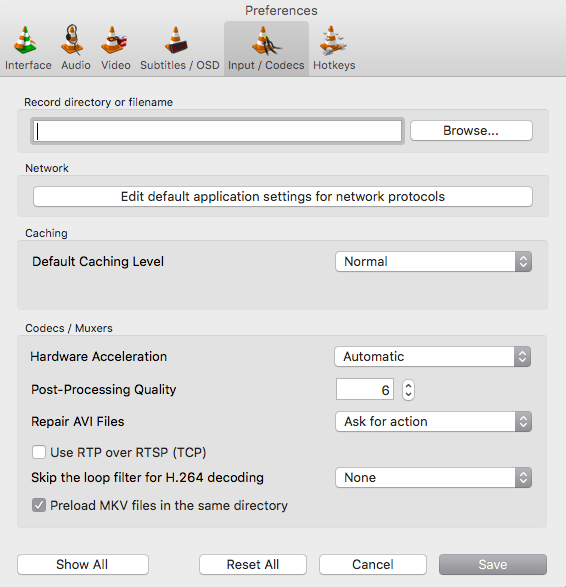 Preferences
Interface Audio Video Subtitles / OSD Input / Codecs Hotkeys
Record directory or filename
Browse...
Network
Edit default application settings for network protocols
Caching
Default Caching Level Normal
Codecs / Muxers
Hardware Acceleration Automatic
Post-Processing Quality 6
Repair AVI Files Ask for action
Use RTP over RTSP (TCP)
Skip the loop filter for H.264 decoding None
Preload MKV files in the same directory
Show All Reset All Cancel Save